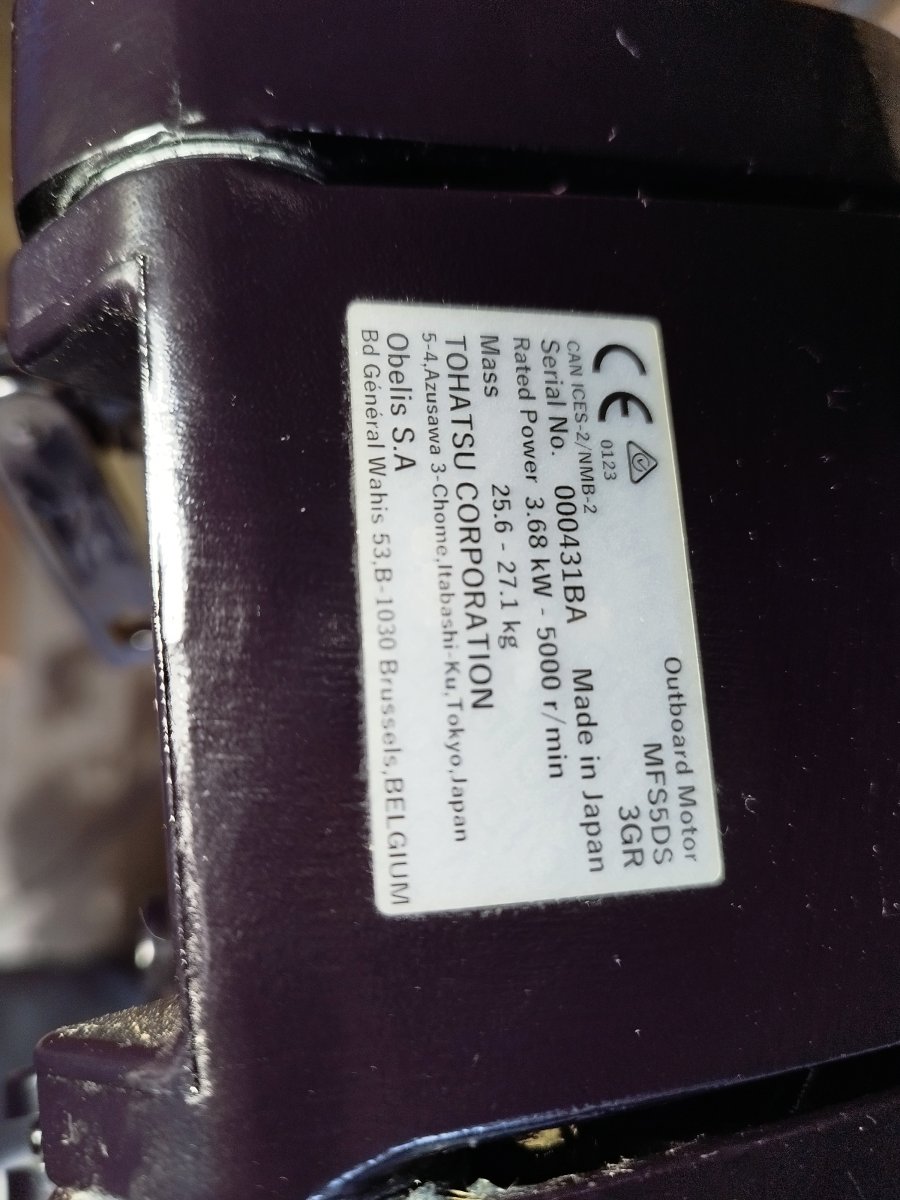 Outboard Motor
CE 0123 MFS5DS
3GR
CAN ICES-2/NMB-2
Serial No. 000431BA Made in Japan
Rated Power 3.68 kW - 5000 r/min
Mass 25.6 - 27.1 kg
TOHATSU CORPORATION
5-4,Azusawa 3-Chome,Itabashi-Ku,Tokyo,Japan
Obelis S.A
Bd Général Wahis 53,B-1030 Brussels,BELGIUM